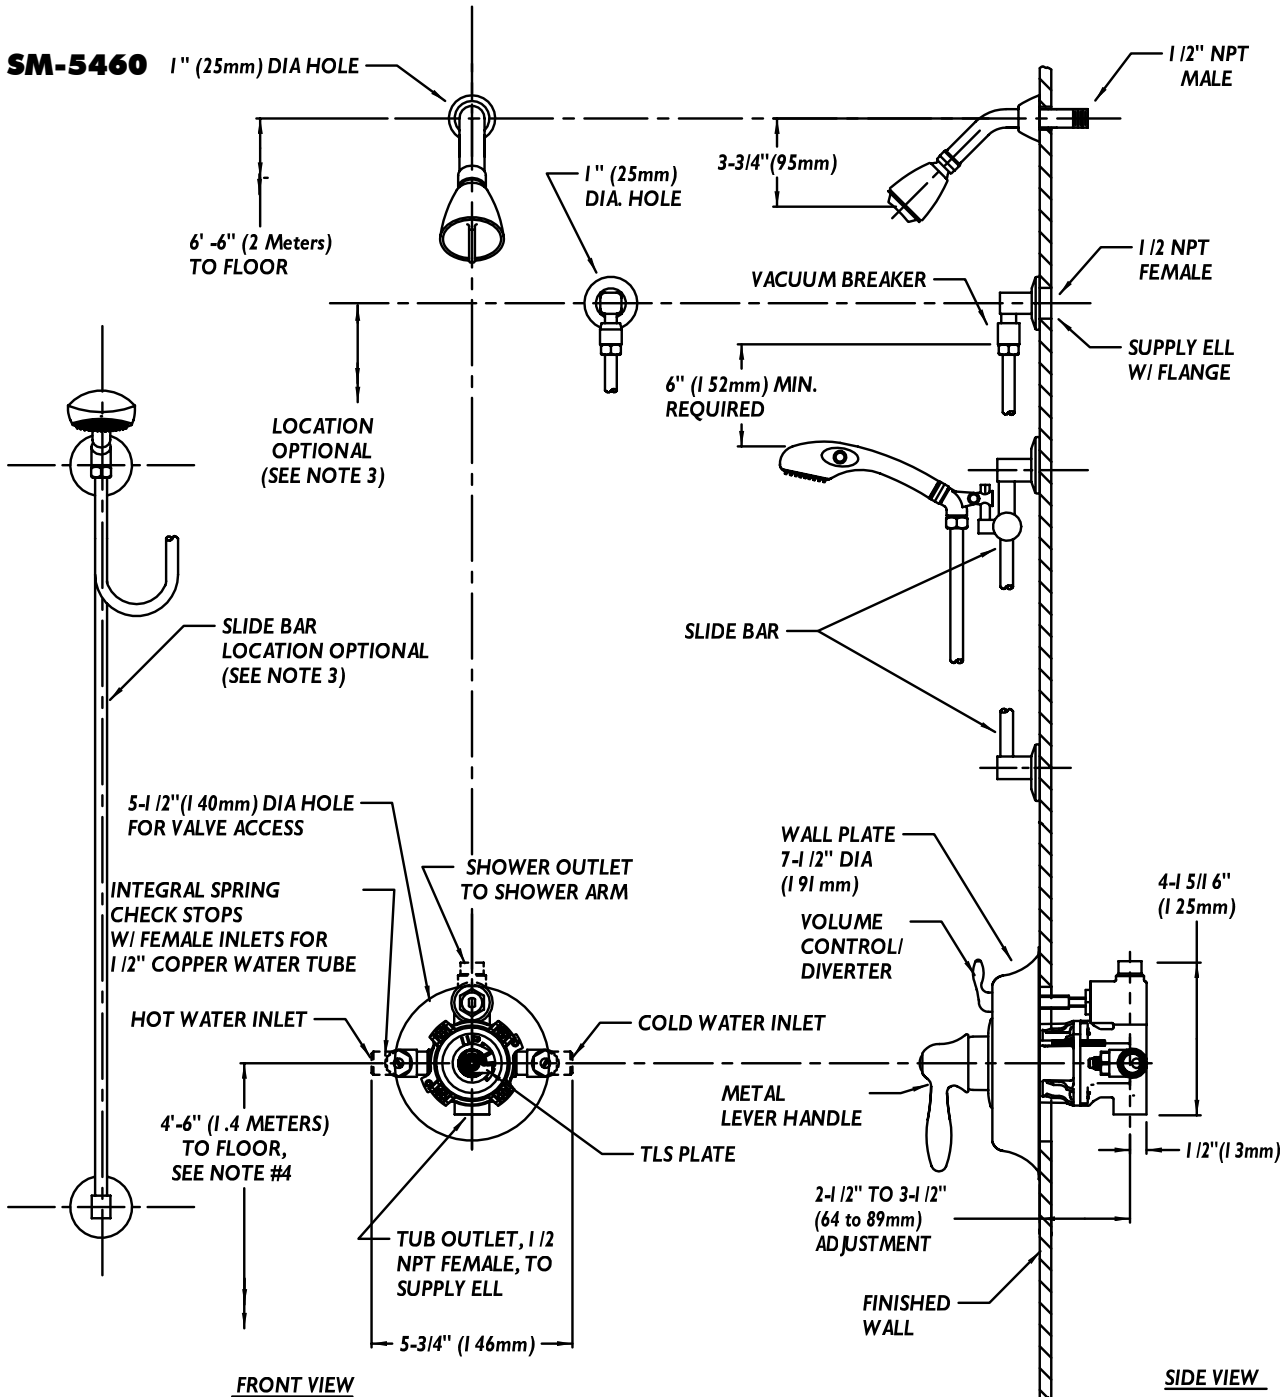 SM-5460
1" (25mm) DIA HOLE
1/2" NPT
MALE
3-3/4"(95mm)
1" (25mm)
DIA. HOLE
6' -6" (2 Meters)
TO FLOOR
1/2 NPT
FEMALE
VACUUM BREAKER
SUPPLY ELL
W/ FLANGE
6" (152mm) MIN.
REQUIRED
LOCATION
OPTIONAL
(SEE NOTE 3)
SLIDE BAR
LOCATION OPTIONAL
(SEE NOTE 3)
SLIDE BAR
5-1/2"(140mm) DIA HOLE
FOR VALVE ACCESS
WALL PLATE
7-1/2" DIA
(191mm)
SHOWER OUTLET
TO SHOWER ARM
4-15/16"
(125mm)
INTEGRAL SPRING
CHECK STOPS
W/ FEMALE INLETS FOR
1/2" COPPER WATER TUBE
VOLUME
CONTROL/
DIVERTER
HOT WATER INLET
COLD WATER INLET
UP
METAL
LEVER HANDLE
4'-6" (1.4 METERS)
TO FLOOR,
SEE NOTE #4
TLS PLATE
1/2"(13mm)
2-1/2" TO 3-1/2"
(64 to 89mm)
ADJUSTMENT
TUB OUTLET, 1/2
NPT FEMALE, TO
SUPPLY ELL
FINISHED
WALL
5-3/4" (146mm)
FRONT VIEW
SIDE VIEW